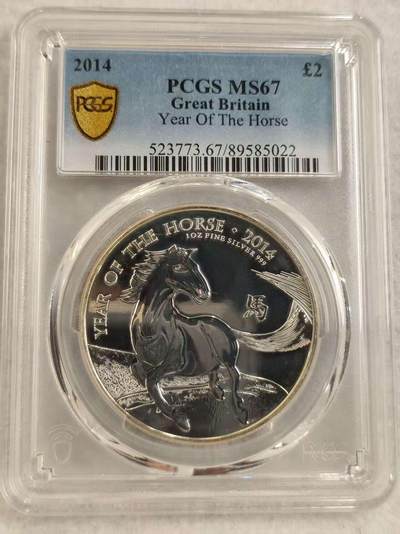 2014 £2
PCGS MS67
Great Britain
Year Of The Horse
PCGS
523773.67/89585022
YEAR OF THE HORSE • 2014
1OZ FINE SILVER 999
馬